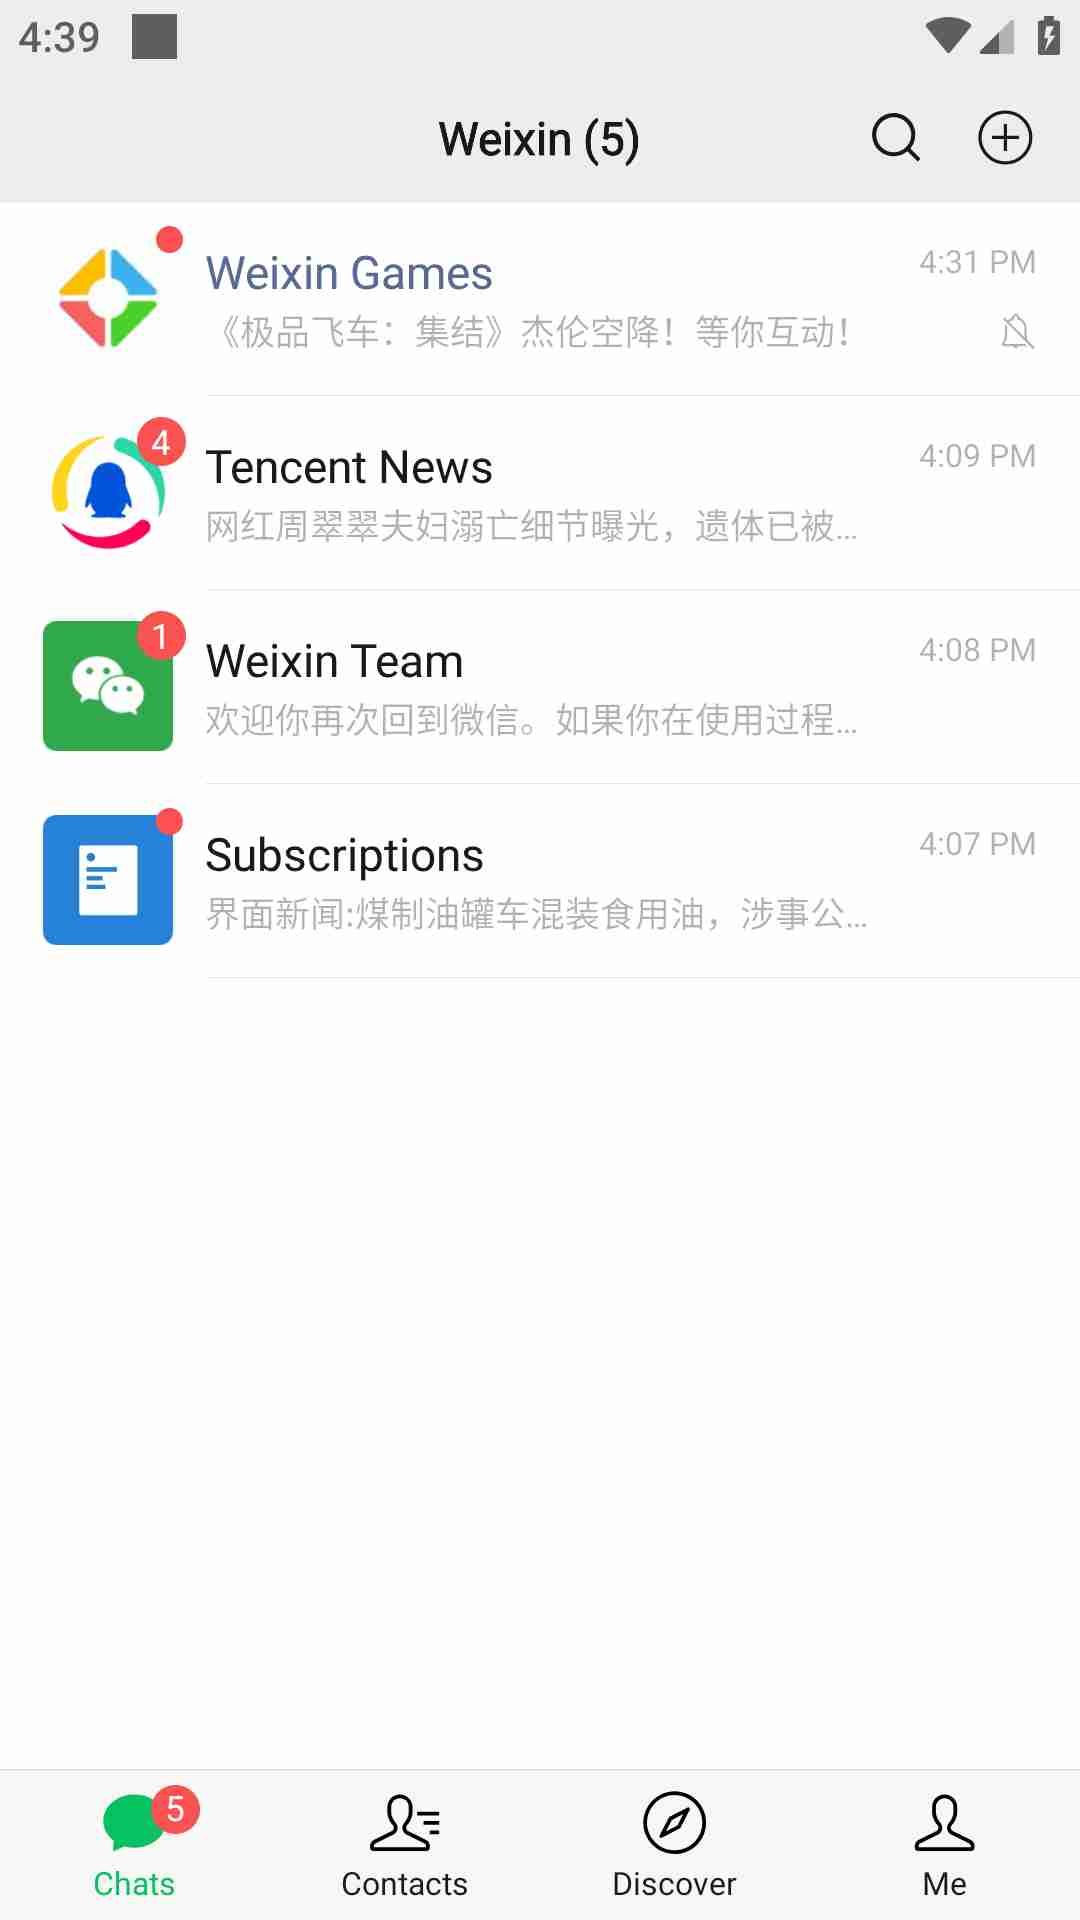 4:39
Weixin (5)
Weixin Games
4:31 PM
《极品飞车：集结》杰伦空降！等你互动！
4
Tencent News
4:09 PM
网红周翠翠夫妇溺亡细节曝光，遗体已被...
1
Weixin Team
4:08 PM
欢迎你再次回到微信。如果你在使用过程...
Subscriptions
4:07 PM
界面新闻:煤制油罐车混装食用油，涉事公...
5
Chats
Contacts
Discover
Me